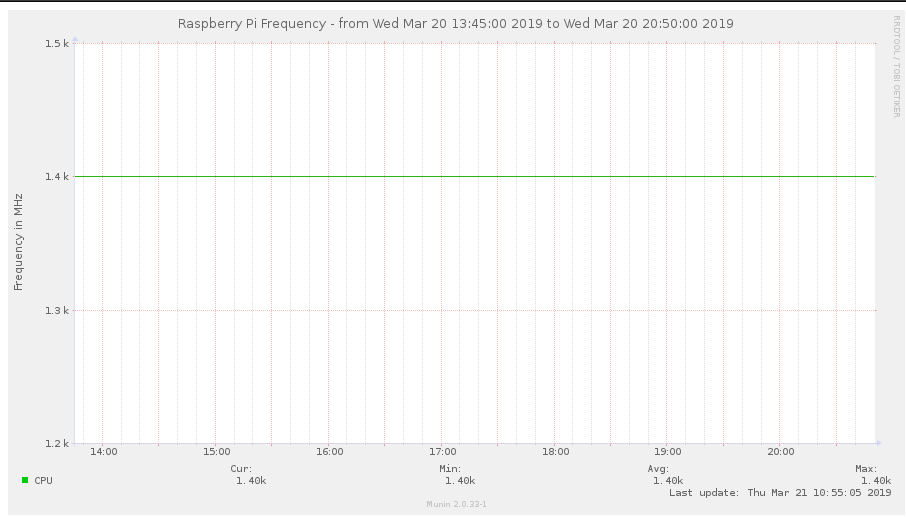 Raspberry Pi Frequency - from Wed Mar 20 13:45:00 2019 to Wed Mar 20 20:50:00 2019
RRDTOOL / TOBI OETIKER
Frequency in MHz
1.5 k
1.4 k
1.3 k
1.2 k
14:00 15:00 16:00 17:00 18:00 19:00 20:00
Cur: Min: Avg: Max:
CPU 1.40k 1.40k 1.40k 1.40k
Last update: Thu Mar 21 10:55:05 2019
Munin 2.0.33-1